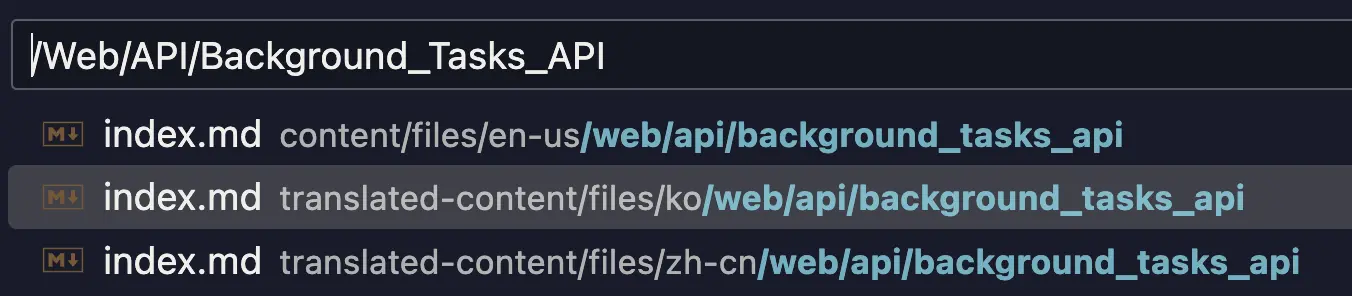 /Web/API/Background_Tasks_API
M↓ index.md content/files/en-us/web/api/background_tasks_api
M↓ index.md translated-content/files/ko/web/api/background_tasks_api
M↓ index.md translated-content/files/zh-cn/web/api/background_tasks_api